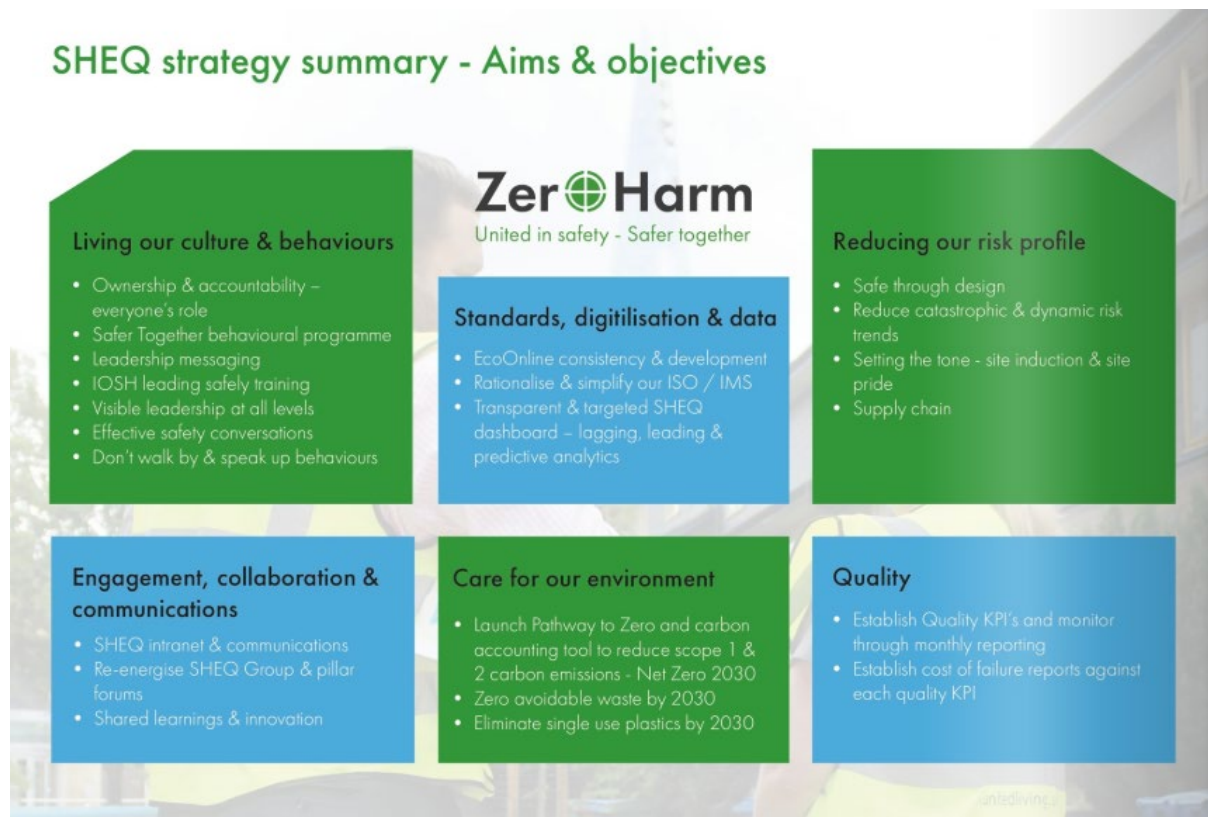 SHEQ strategy summary - Aims & objectives
Living our culture & behaviours
• Ownership & accountability –
everyone's role
• Safer Together behavioural programme
• Leadership messaging
• IOSH leading safely training
• Visible leadership at all levels
• Effective safety conversations
• Don't walk by & speak up behaviours
Zer Harm
United in safety - Safer together
Standards, digitilisation & data
• EcoOnline consistency & development
• Rationalise & simplify our ISO / IMS
• Transparent & targeted SHEQ
dashboard – lagging, leading &
predictive analytics
Reducing our risk profile
• Safe through design
• Reduce catastrophic & dynamic risk
trends
• Setting the tone - site induction & site
pride
• Supply chain
Engagement, collaboration &
communications
• SHEQ intranet & communications
• Re-energise SHEQ Group & pillar
forums
• Shared learnings & innovation
Care for our environment
• Launch Pathway to Zero and carbon
accounting tool to reduce scope 1 &
2 carbon emissions - Net Zero 2030
• Zero avoidable waste by 2030
• Eliminate single use plastics by 2030
Quality
• Establish Quality KPI's and monitor
through monthly reporting
• Establish cost of failure reports against
each quality KPI